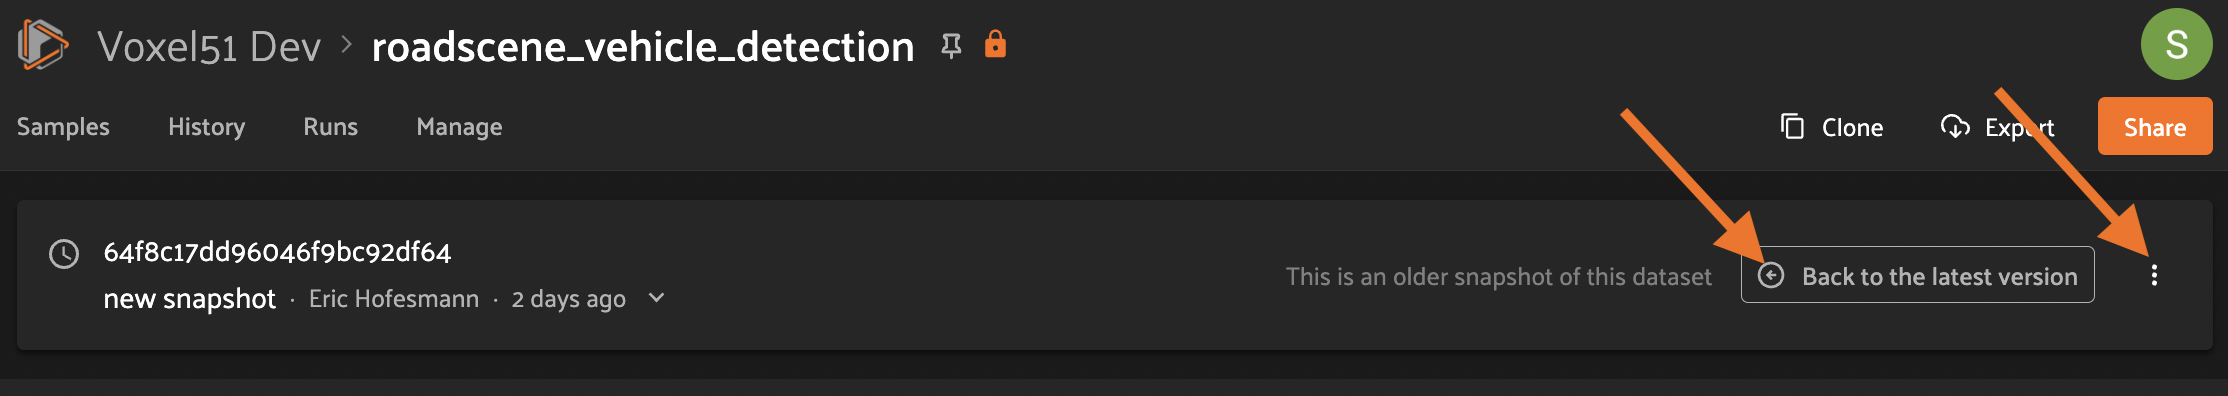 Voxel51 Dev > roadscene_vehicle_detection
S
Samples History Runs Manage
Clone Export Share
64f8c17dd96046f9bc92df64
new snapshot · Eric Hofesmann · 2 days ago
This is an older snapshot of this dataset
Back to the latest version